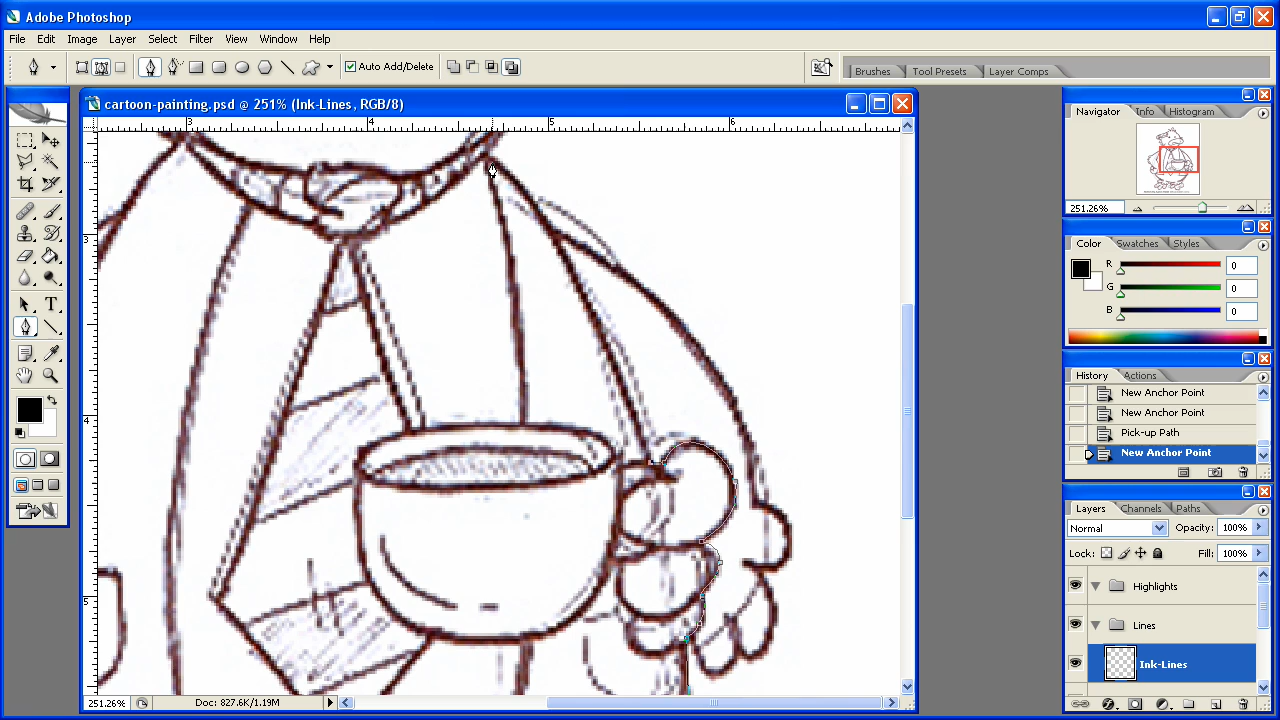 Adobe Photoshop
File Edit Image Layer Select Filter View Window Help
Auto Add/Delete
Brushes Tool Presets Layer Comps
cartoon-painting.psd @ 251% (Ink-Lines, RGB/8)
3 4 5 6
3
4
5
T
Navigator Info Histogram
251.26%
Color Swatches Styles
R 0
G 0
B 0
History Actions
New Anchor Point
New Anchor Point
Pick-up Path
New Anchor Point
Layers Channels Paths
Normal Opacity: 100%
Lock: Fill: 100%
Highlights
Lines
Ink-Lines
251.26% Doc: 827.6K/1.19M